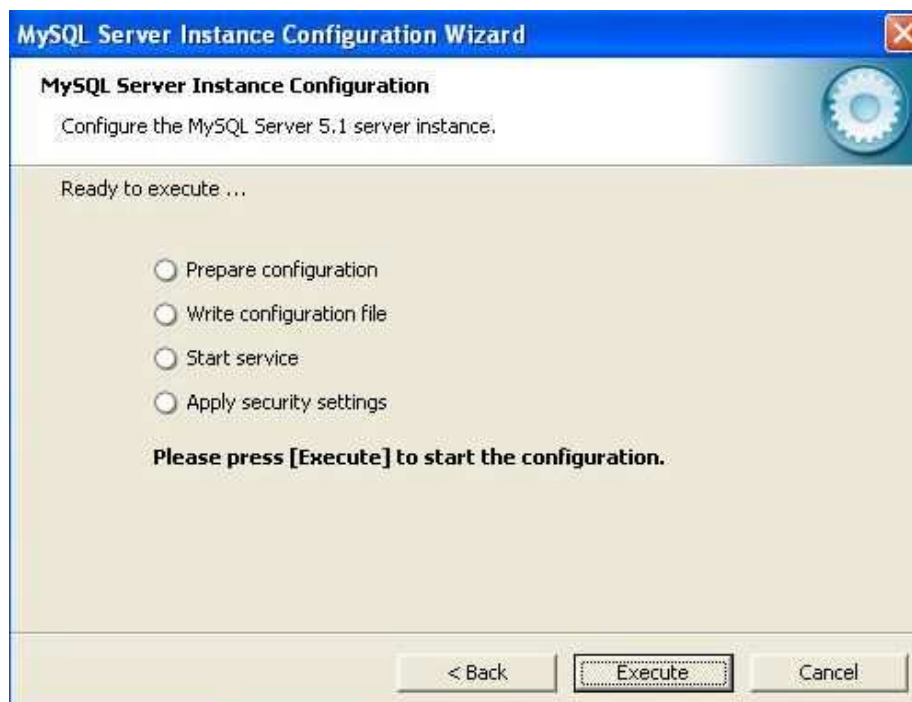 MySQL Server Instance Configuration Wizard
MySQL Server Instance Configuration
Configure the MySQL Server 5.1 server instance.
Ready to execute ...
Prepare configuration
Write configuration file
Start service
Apply security settings
Please press [Execute] to start the configuration.
< Back
Execute
Cancel